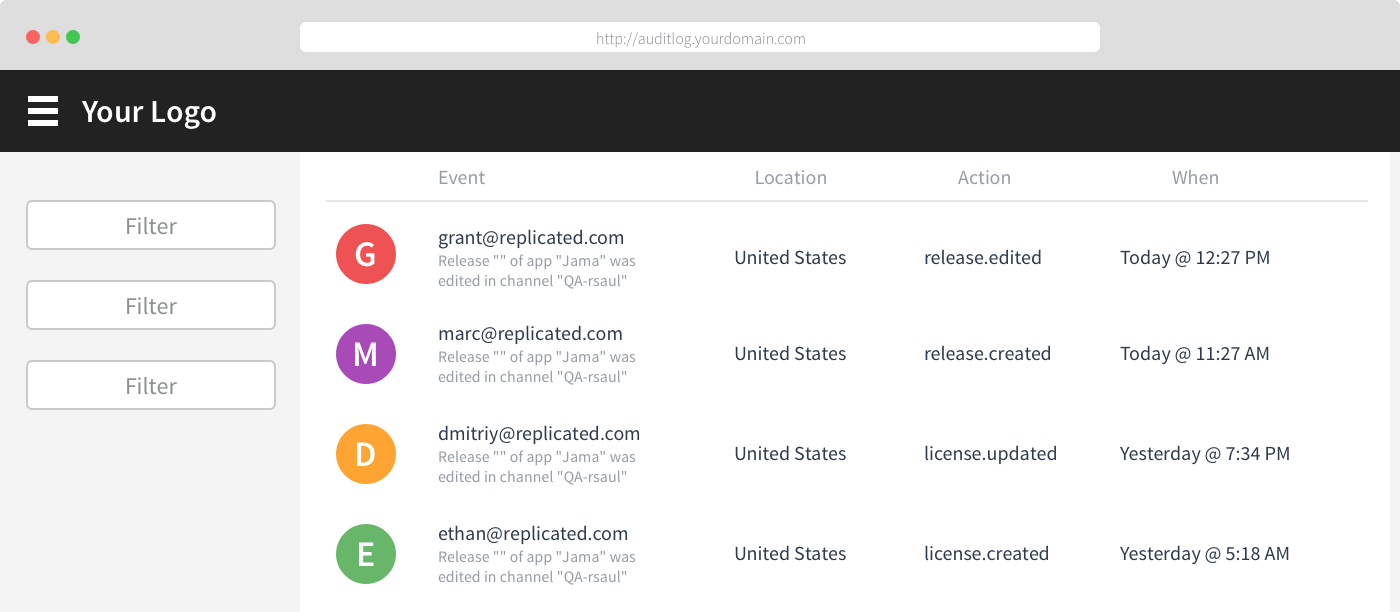 http://auditlog.yourdomain.com
Your Logo
Filter
Filter
Filter
Event Location Action When
G
grant@replicated.com
Release "" of app "Jama" was
edited in channel "QA-rsaul"
United States
release.edited
Today @ 12:27 PM
M
marc@replicated.com
Release "" of app "Jama" was
edited in channel "QA-rsaul"
United States
release.created
Today @ 11:27 AM
D
dmitriy@replicated.com
Release "" of app "Jama" was
edited in channel "QA-rsaul"
United States
license.updated
Yesterday @ 7:34 PM
E
ethan@replicated.com
Release "" of app "Jama" was
edited in channel "QA-rsaul"
United States
license.created
Yesterday @ 5:18 AM